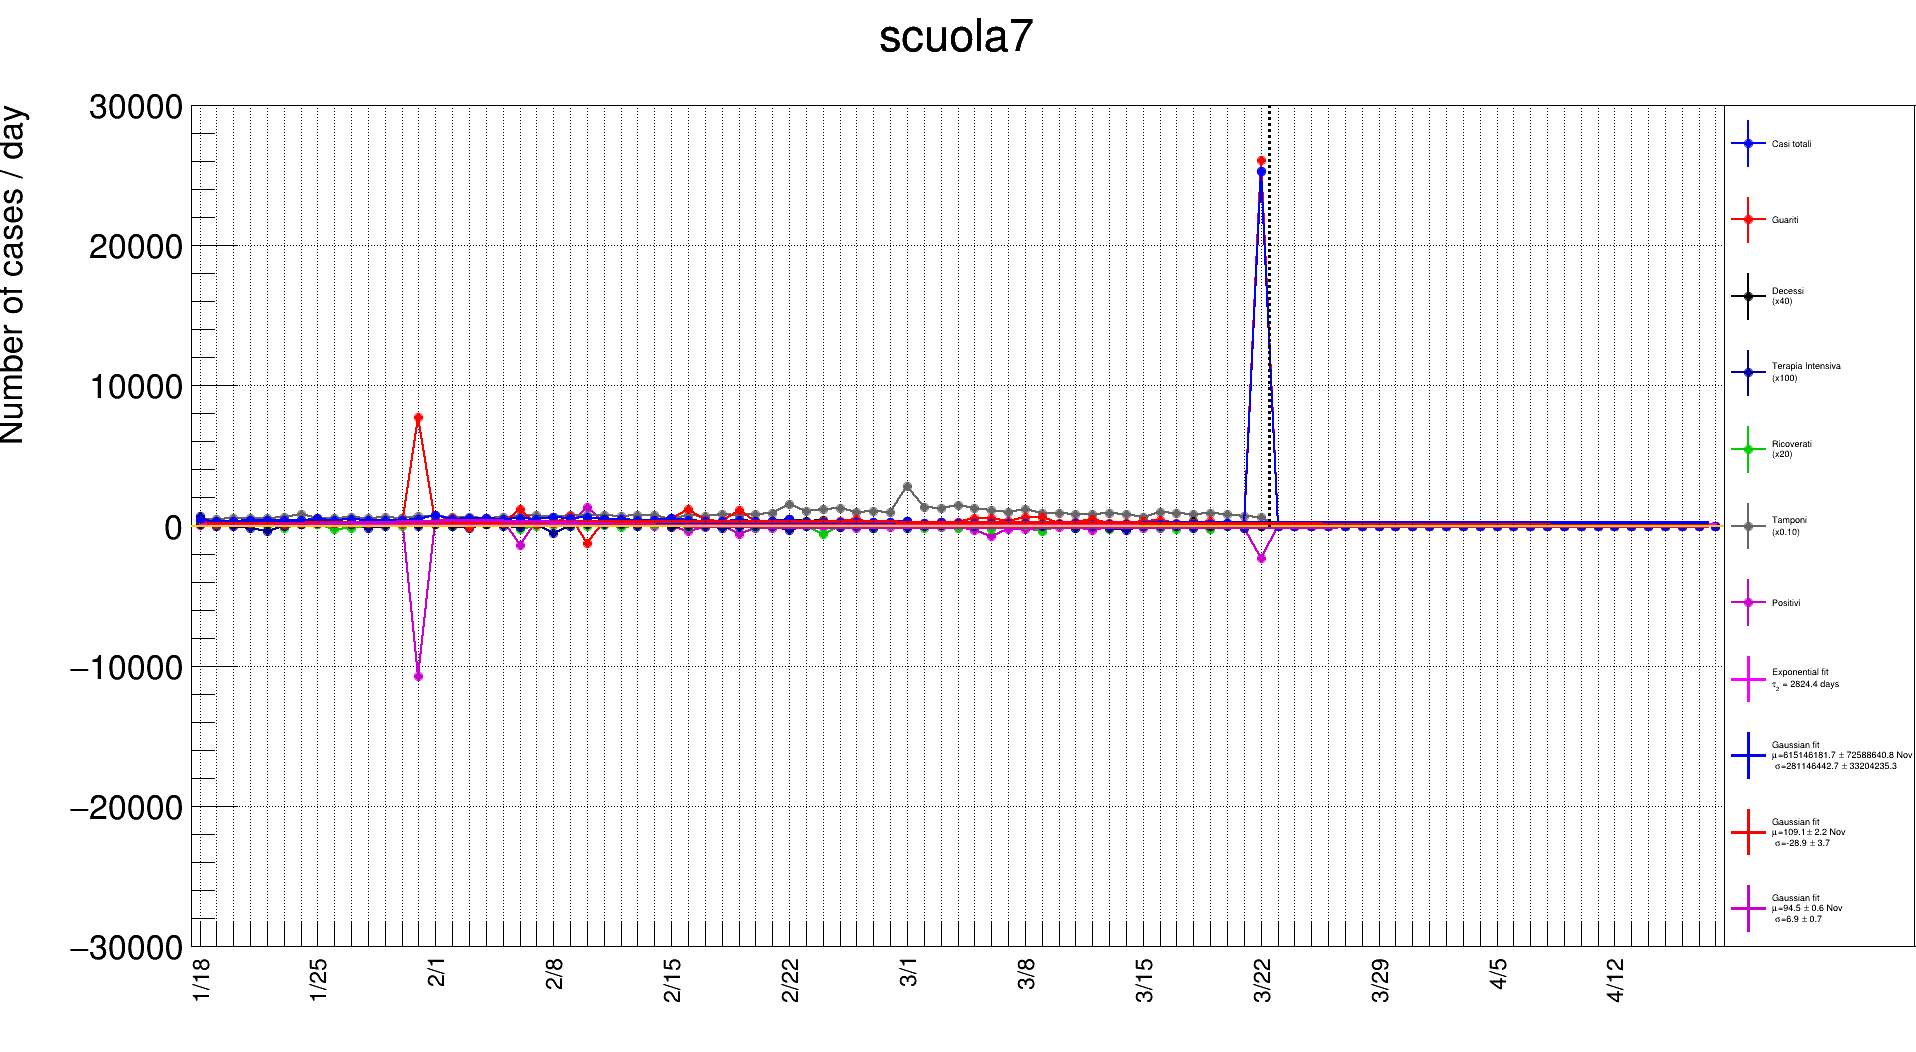 scuola7
Number of cases / day
30000
20000
10000
0
−10000
−20000
−30000
1/18
1/25
2/1
2/8
2/15
2/22
3/1
3/8
3/15
3/22
3/29
4/5
4/12
Casi totali
Guariti
Decessi
(x40)
Terapia Intensiva
(x100)
Ricoverati
(x20)
Tamponi
(x0.10)
Positivi
Exponential fit
τ2 = 2824.4 days
Gaussian fit
μ=615146181.7 ± 72588640.8 Nov
σ=281146442.7 ± 33204235.3
Gaussian fit
μ=109.1± 2.2 Nov
σ=-28.9 ± 3.7
Gaussian fit
μ=94.5 ± 0.6 Nov
σ=6.9 ± 0.7